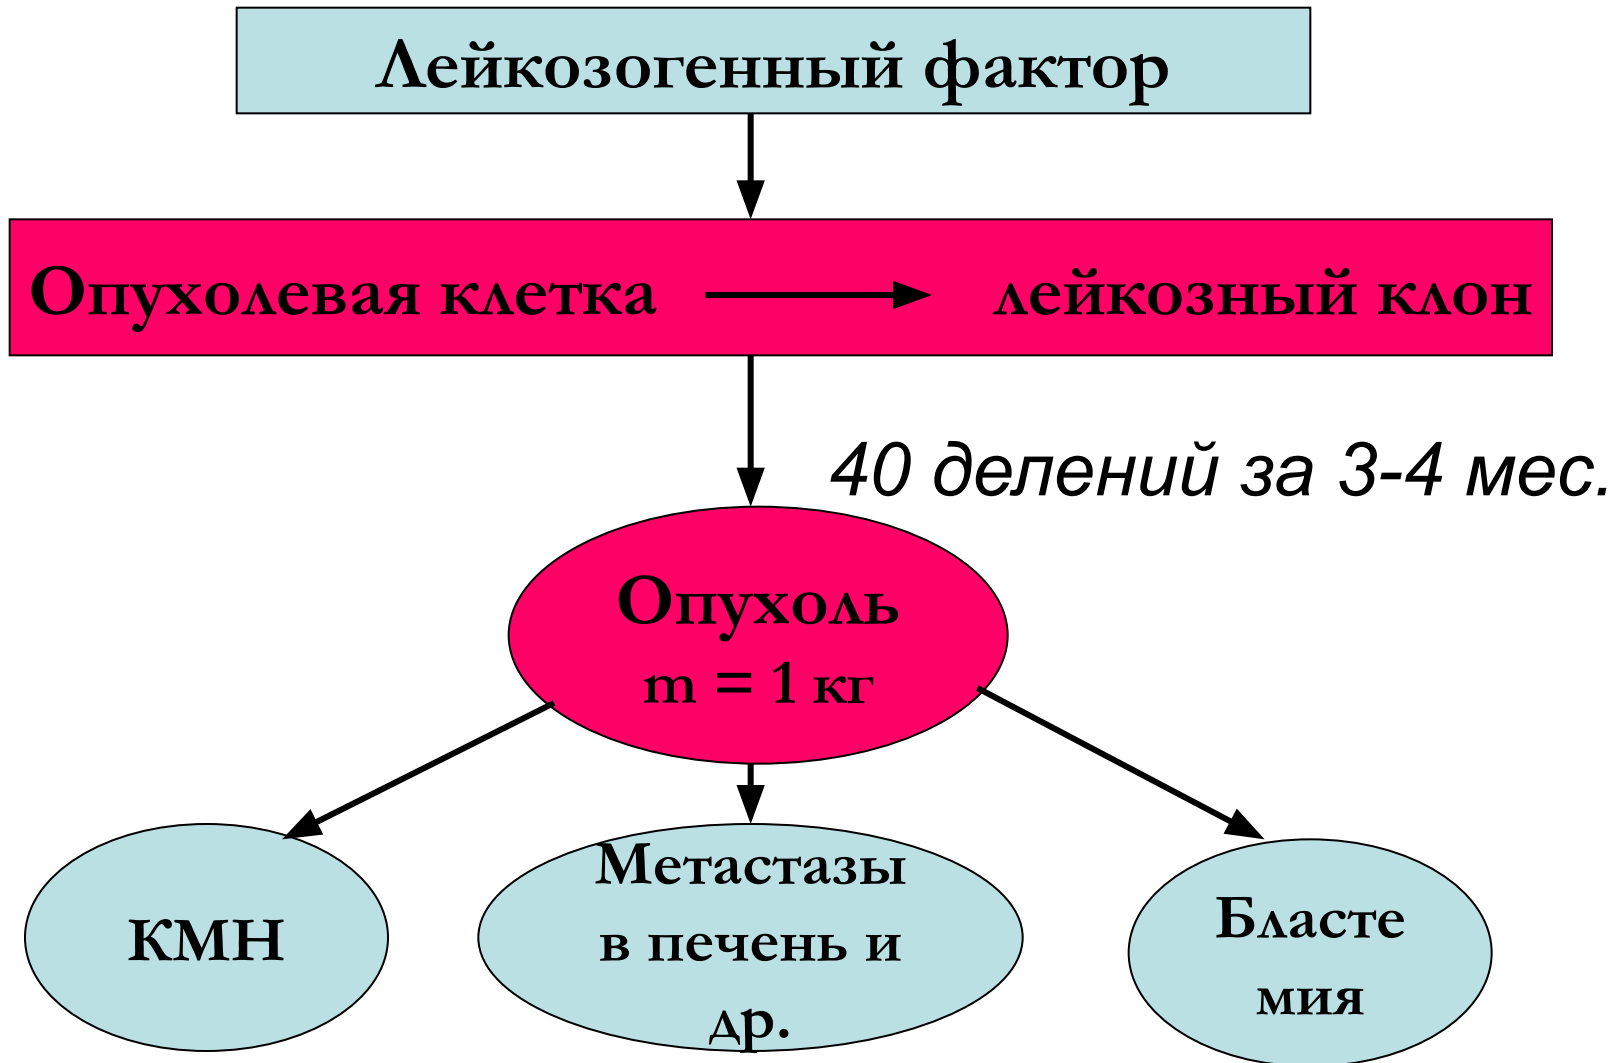 Лейкозогенный фактор
Опухолевая клетка лейкозный клон
40 делений за 3-4 мес.
Опухоль
m = 1 кг
КМН
Метастазы
в печень и
др.
Бласте
мия